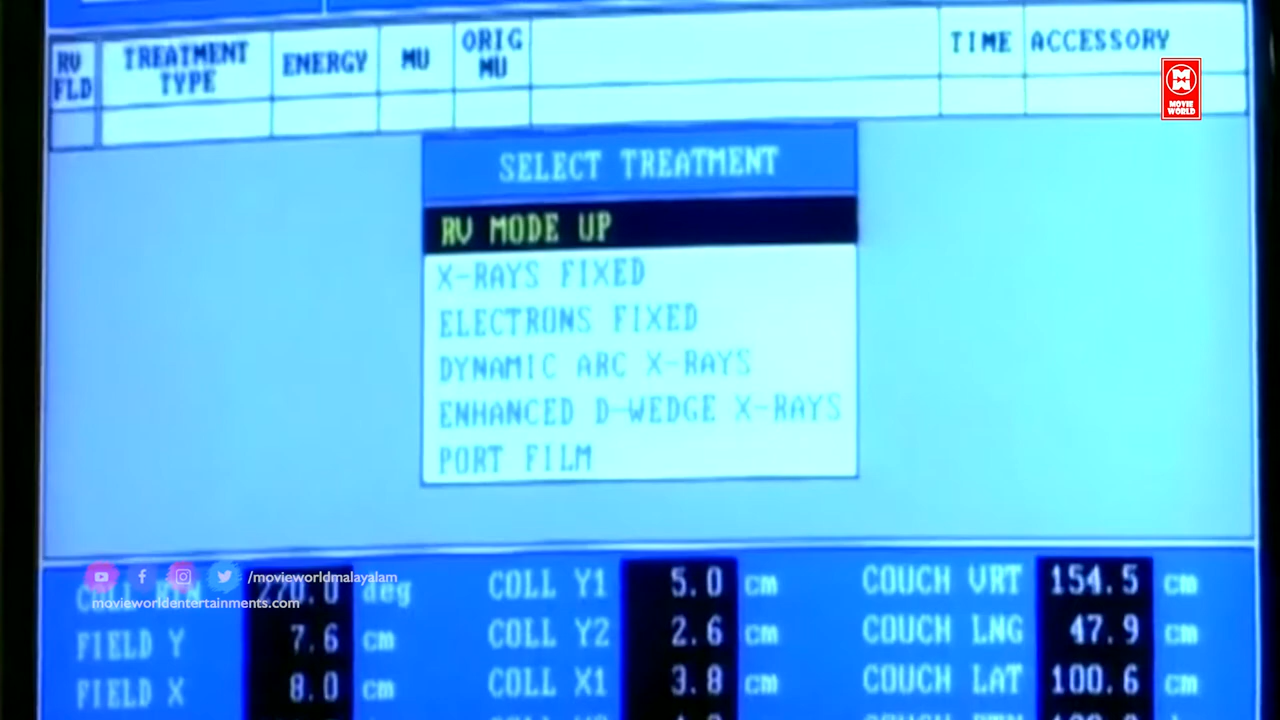 RV FLD TREATMENT TYPE ENERGY MU ORIG MU TIME ACCESSORY
MOVIE WORLD
SELECT TREATMENT
RV MODE UP
X-RAYS FIXED
ELECTRONS FIXED
DYNAMIC ARC X-RAYS
ENHANCED D-WEDGE X-RAYS
PORT FILM
/movieworldmalayalam
movieworldentertainments.com
220.0 deg COLL Y1 5.0 cm COUCH VRT 154.5 cm
FIELD Y 7.6 cm COLL Y2 2.6 cm COUCH LNG 47.9 cm
FIELD X 8.0 cm COLL X1 3.8 cm COUCH LAT 100.6 cm